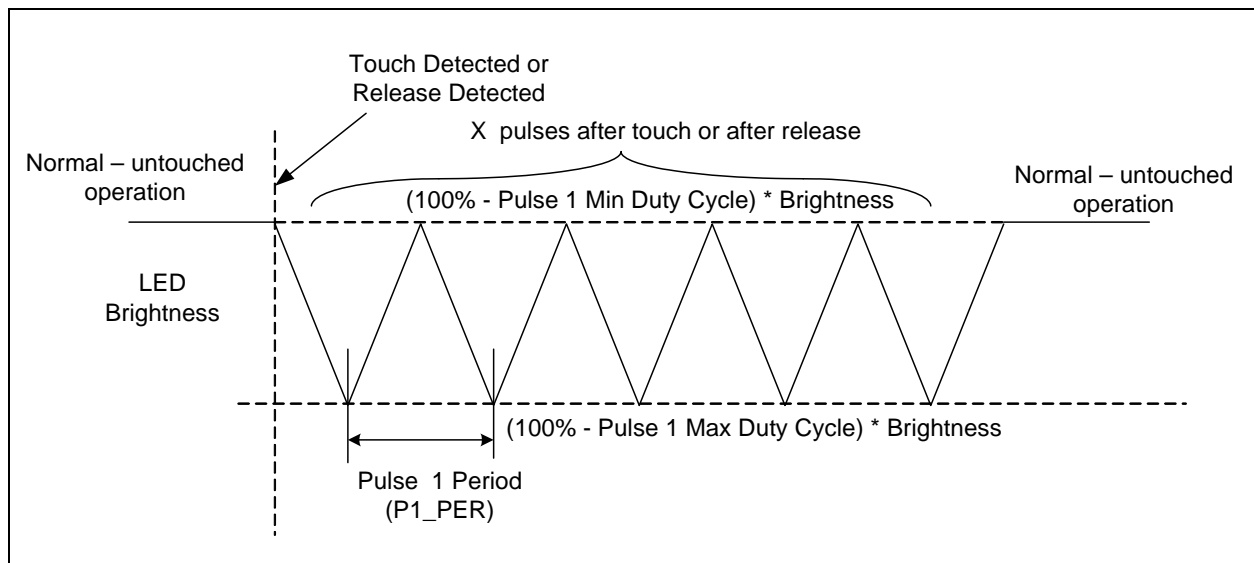 Touch Detected or
Release Detected
X pulses after touch or after release
Normal – untouched
operation
(100% - Pulse 1 Min Duty Cycle) * Brightness
Normal – untouched
operation
LED
Brightness
(100% - Pulse 1 Max Duty Cycle) * Brightness
Pulse 1 Period
(P1_PER)